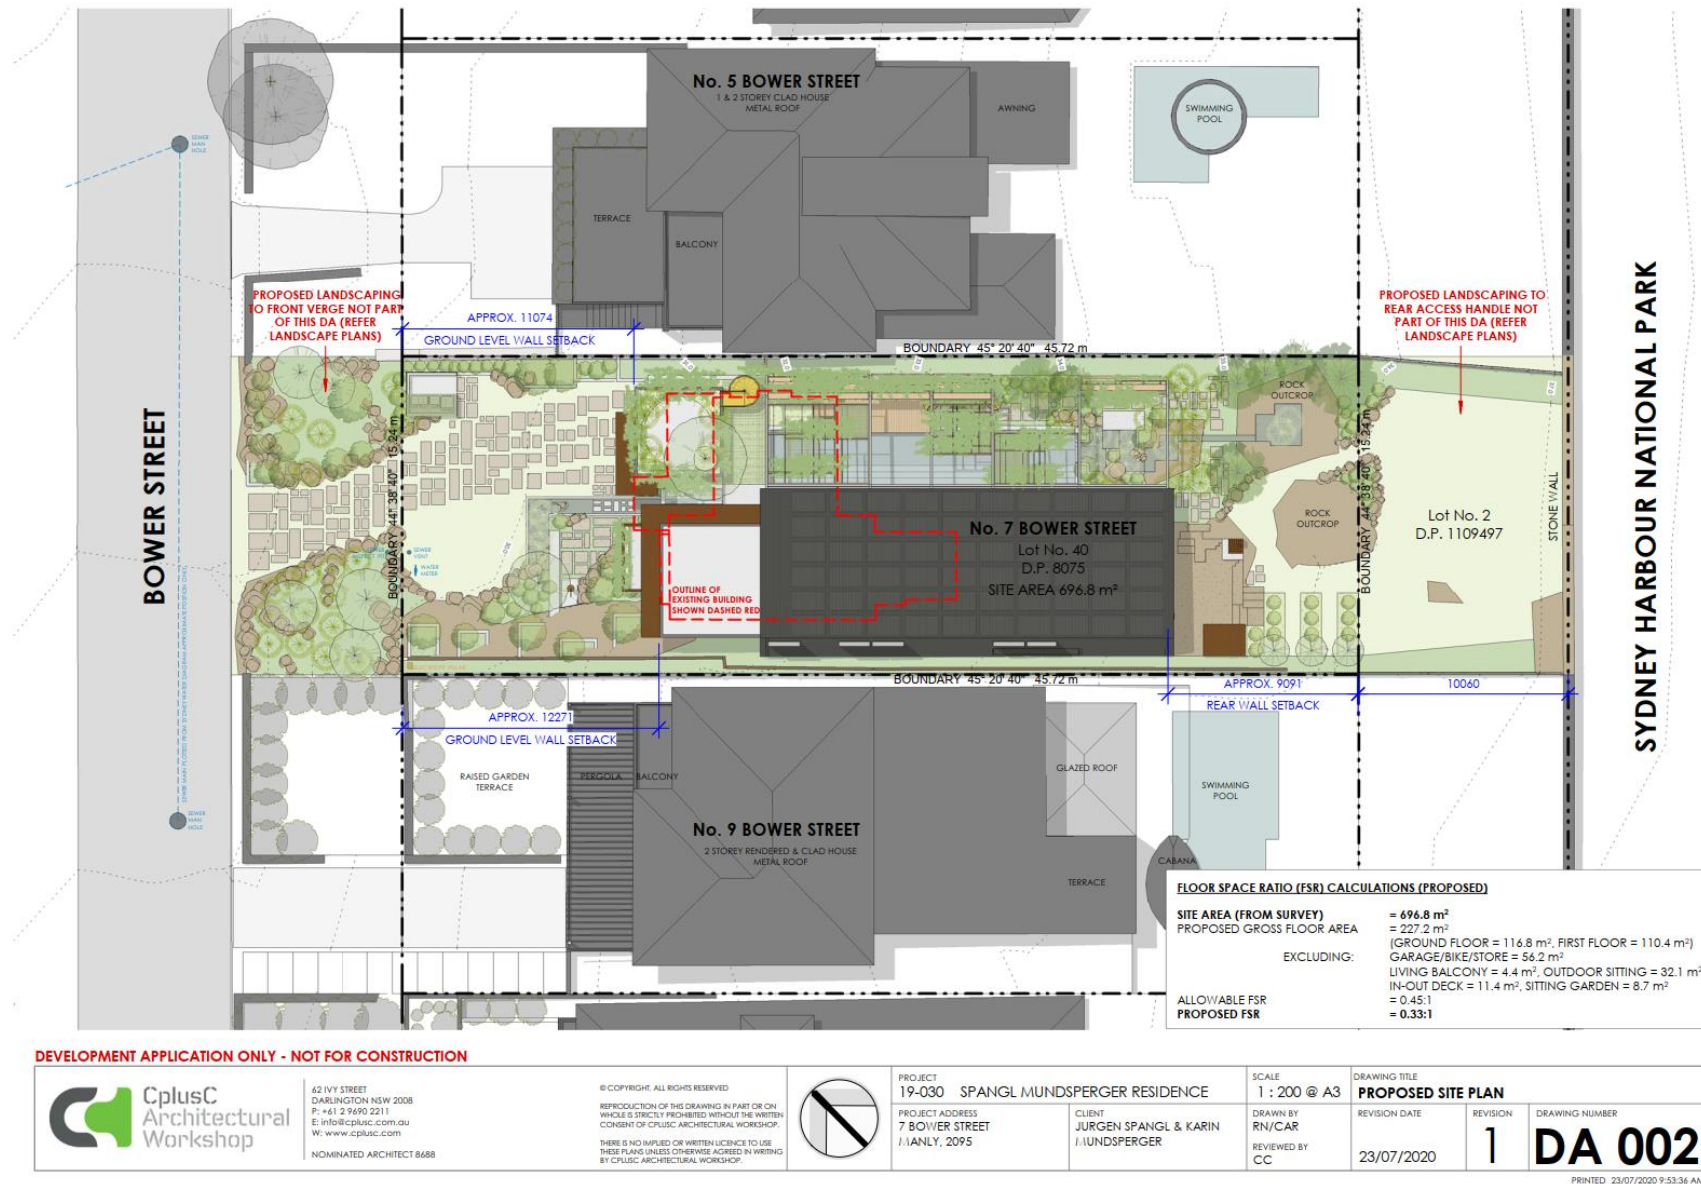 No. 5 BOWER STREET
1 & 2 STOREY CLAD HOUSE
METAL ROOF
AWNING
SWIMMING
POOL
SEWER
MAN
HOLE
TERRACE
BALCONY
PROPOSED LANDSCAPING
TO FRONT VERGE NOT PART
OF THIS DA (REFER
LANDSCAPE PLANS)
APPROX. 11074
GROUND LEVEL WALL SETBACK
BOUNDARY 45° 20' 40" 45.72 m
PROPOSED LANDSCAPING TO
REAR ACCESS HANDLE NOT
PART OF THIS DA (REFER
LANDSCAPE PLANS)
SYDNEY HARBOUR NATIONAL PARK
BOWER STREET
BOUNDARY 44° 38' 40" 15.24 m
ROCK
OUTCROP
ROCK
OUTCROP
BOUNDARY 44° 38' 40" 15.24 m
Lot No. 2
D.P. 1109497
STONE WALL
No. 7 BOWER STREET
Lot No. 40
D.P. 8075
SITE AREA 696.8 m²
SEWER
VENT
WATER
METER
OUTLINE OF
EXISTING BUILDING
SHOWN DASHED RED
BOUNDARY 45° 20' 40" 45.72 m
APPROX. 9091
REAR WALL SETBACK
10060
APPROX. 12271
GROUND LEVEL WALL SETBACK
RAISED GARDEN
TERRACE
PERGOLA
BALCONY
GLAZED ROOF
SWIMMING
POOL
SEWER
MAN
HOLE
No. 9 BOWER STREET
2 STOREY RENDERED & CLAD HOUSE
METAL ROOF
CABANA
TERRACE
FLOOR SPACE RATIO (FSR) CALCULATIONS (PROPOSED)
SITE AREA (FROM SURVEY) = 696.8 m²
PROPOSED GROSS FLOOR AREA = 227.2 m²
(GROUND FLOOR = 116.8 m², FIRST FLOOR = 110.4 m²)
EXCLUDING: GARAGE/BIKE/STORE = 56.2 m²
LIVING BALCONY = 4.4 m², OUTDOOR SITTING = 32.1 m²
IN-OUT DECK = 11.4 m², SITTING GARDEN = 8.7 m²
ALLOWABLE FSR = 0.45:1
PROPOSED FSR = 0.33:1
DEVELOPMENT APPLICATION ONLY - NOT FOR CONSTRUCTION
CplusC
Architectural
Workshop
62 IVY STREET
DARLINGTON NSW 2008
P: +61 2 9690 2211
E: info@cplusc.com.au
W: www.cplusc.com
NOMINATED ARCHITECT 8688
© COPYRIGHT, ALL RIGHTS RESERVED
REPRODUCTION OF THIS DRAWING IN PART OR ON
WHOLE IS STRICTLY PROHIBITED WITHOUT THE WRITTEN
CONSENT OF CPLUSC ARCHITECTURAL WORKSHOP.
THERE IS NO IMPLIED OR WRITTEN LICENCE TO USE
THESE PLANS UNLESS OTHERWISE AGREED IN WRITING
BY CPLUSC ARCHITECTURAL WORKSHOP.
PROJECT
19-030 SPANGL MUNDSPERGER RESIDENCE
PROJECT ADDRESS
7 BOWER STREET
MANLY, 2095
CLIENT
JURGEN SPANGL & KARIN
MUNDSPERGER
SCALE
1 : 200 @ A3
DRAWN BY
RN/CAR
REVIEWED BY
CC
DRAWING TITLE
PROPOSED SITE PLAN
REVISION DATE
23/07/2020
REVISION
1
DRAWING NUMBER
DA 002
PRINTED 23/07/2020 9:53:36 AM